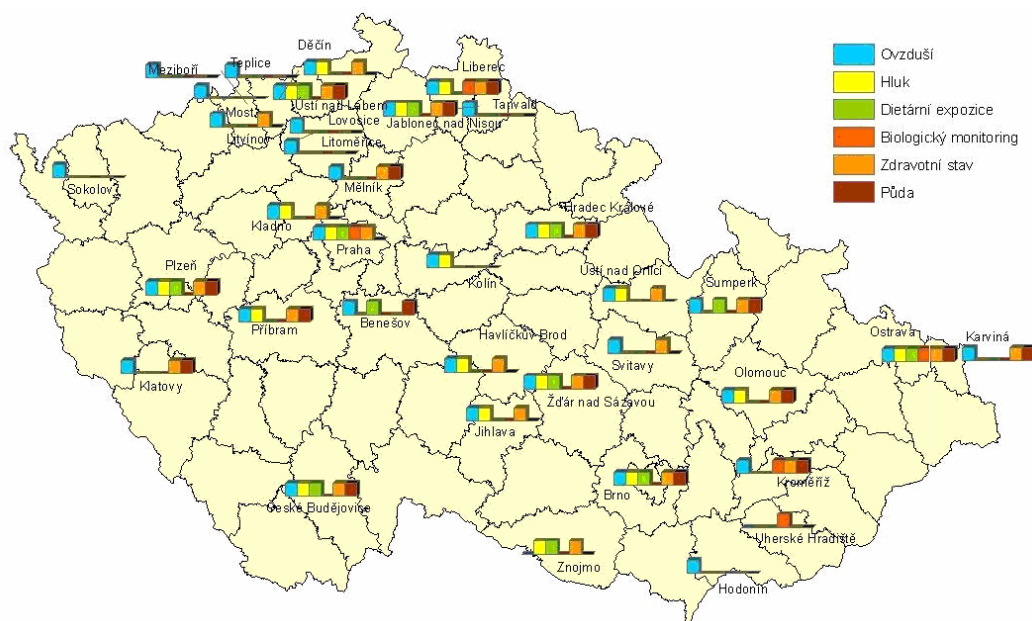 Děčín
Meziboří
Teplice
Liberec
Ústí nad Labem
Tanvald
Most
Lovosice
Jablonec nad Nisou
Litvínov
Litoměřice
Sokolov
Mělník
Kladno
Hradec Králové
Praha
Kolín
Plzeň
Ústí nad Orlicí
Šumperk
Příbram
Benešov
Havlíčkův Brod
Ostrava
Karviná
Klatovy
Svitavy
Olomouc
Žďár nad Sázavou
Jihlava
Kroměříž
Brno
České Budějovice
Uherské Hradiště
Znojmo
Hodonín
Ovzduší
Hluk
Dietární expozice
Biologický monitoring
Zdravotní stav
Půda